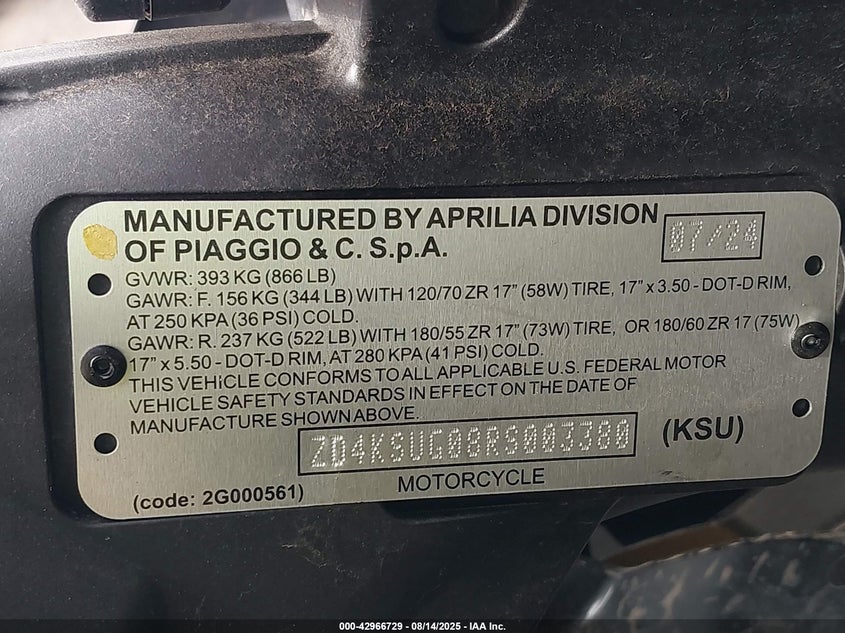 MANUFACTURED BY APRILIA DIVISION
OF PIAGGIO & C. S.p.A.
07/24
GVWR: 393 KG (866 LB)
GAWR: F. 156 KG (344 LB) WITH 120/70 ZR 17" (58W) TIRE, 17" x 3.50 - DOT-D RIM,
AT 250 KPA (36 PSI) COLD.
GAWR: R. 237 KG (522 LB) WITH 180/55 ZR 17" (73W) TIRE, OR 180/60 ZR 17 (75W)
17" x 5.50 - DOT-D RIM, AT 280 KPA (41 PSI) COLD.
THIS VEHICLE CONFORMS TO ALL APPLICABLE U.S. FEDERAL MOTOR
VEHICLE SAFETY STANDARDS IN EFFECT ON THE DATE OF
MANUFACTURE SHOWN ABOVE.
ZD4KSUG08RS003380
(KSU)
(code: 2G000561)
MOTORCYCLE
000-42966729 - 08/14/2025 - IAA Inc.